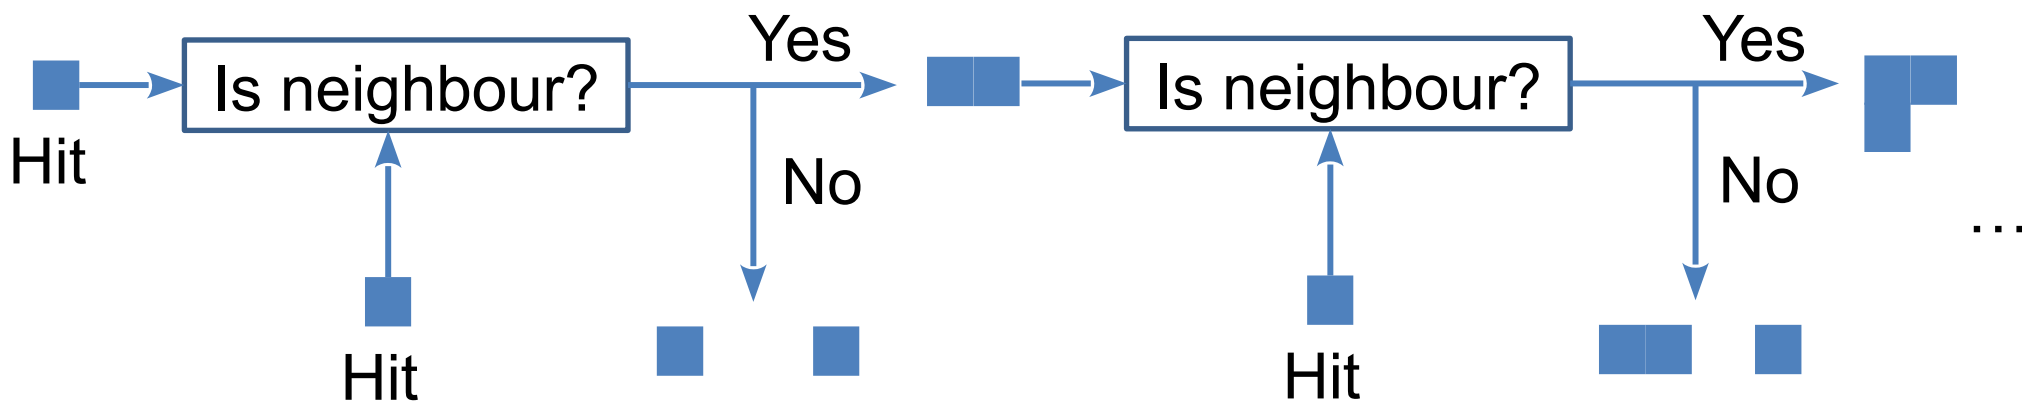 Hit
Is neighbour?
Hit
Yes
No
Is neighbour?
Hit
Yes
No
…